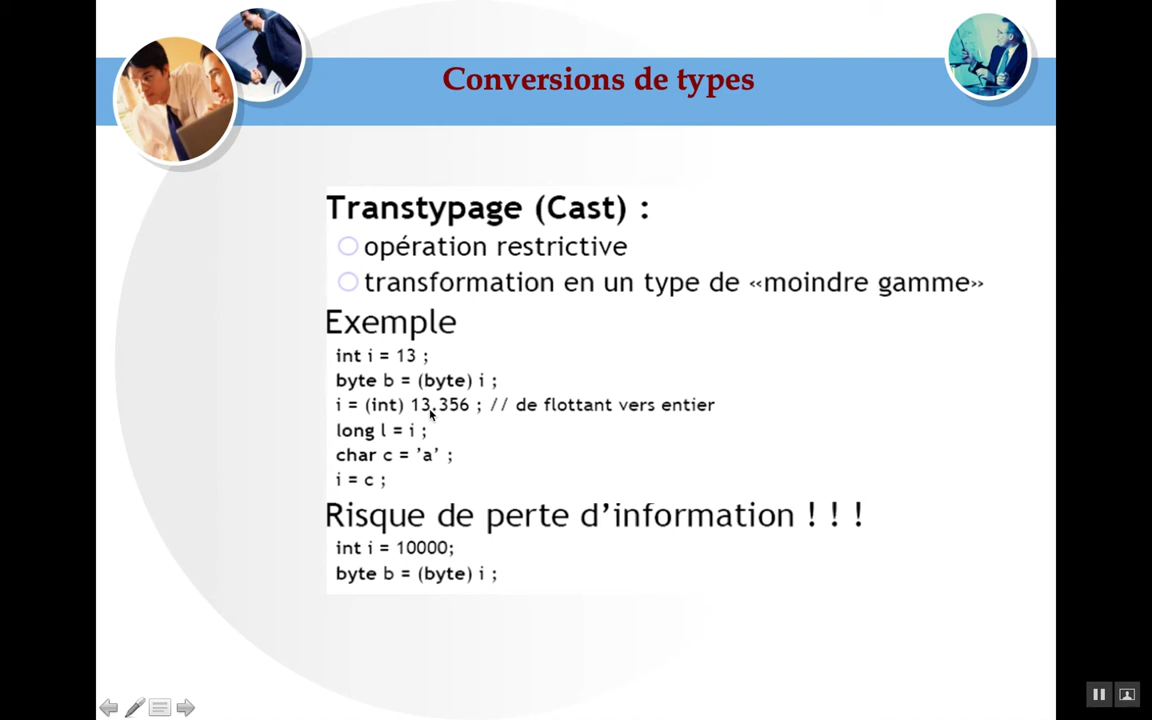 Conversions de types
Transtypage (Cast) :
opération restrictive
transformation en un type de «moindre gamme»
Exemple
int i = 13 ;
byte b = (byte) i ;
i = (int) 13.356 ; // de flottant vers entier
long l = i ;
char c = ’a’ ;
i = c ;
Risque de perte d’information ! ! !
int i = 10000;
byte b = (byte) i ;